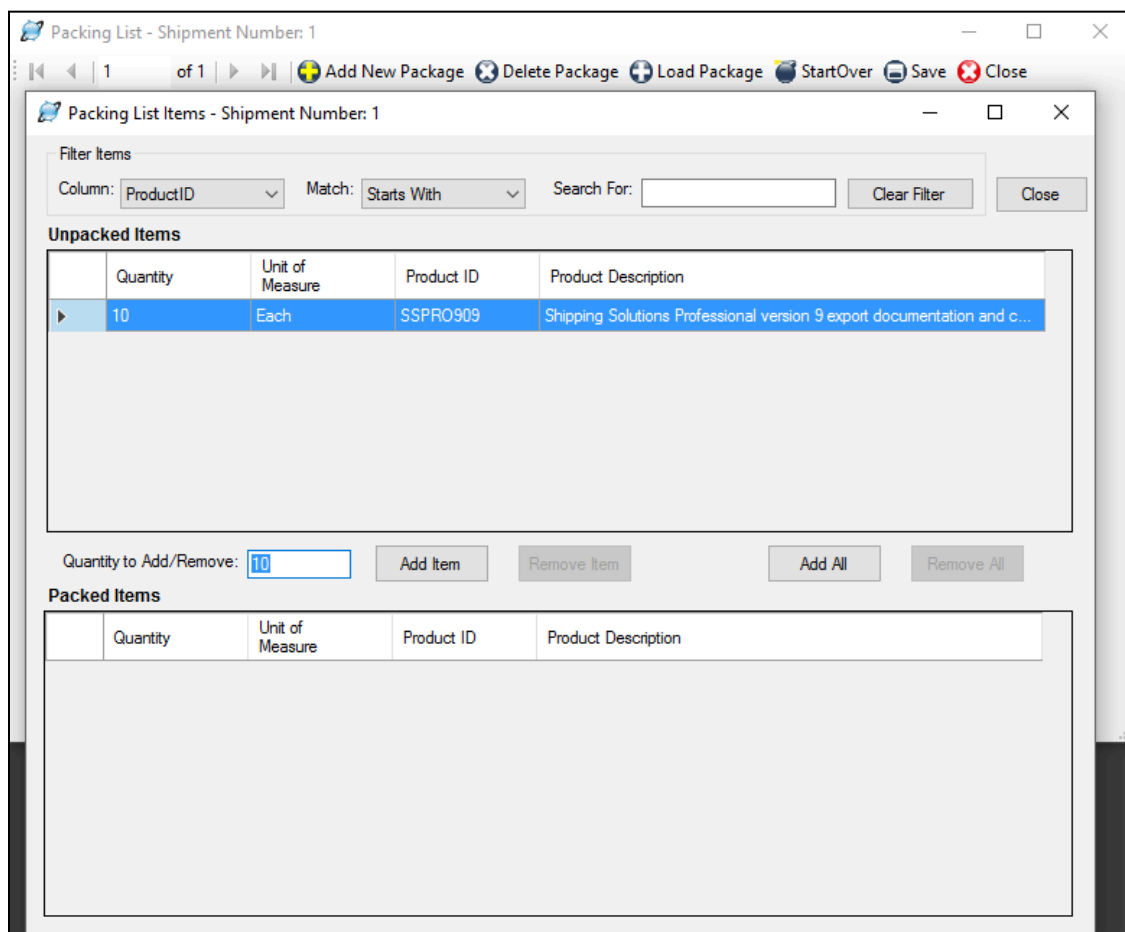 Packing List - Shipment Number: 1
1 of 1 Add New Package Delete Package Load Package StartOver Save Close
Packing List Items - Shipment Number: 1
Filter Items
Column: ProductID Match: Starts With Search For: Clear Filter Close
Unpacked Items
Quantity Unit of Measure Product ID Product Description
10 Each SSPRO909 Shipping Solutions Professional version 9 export documentation and c...
Quantity to Add/Remove: 10 Add Item Remove Item Add All Remove All
Packed Items
Quantity Unit of Measure Product ID Product Description